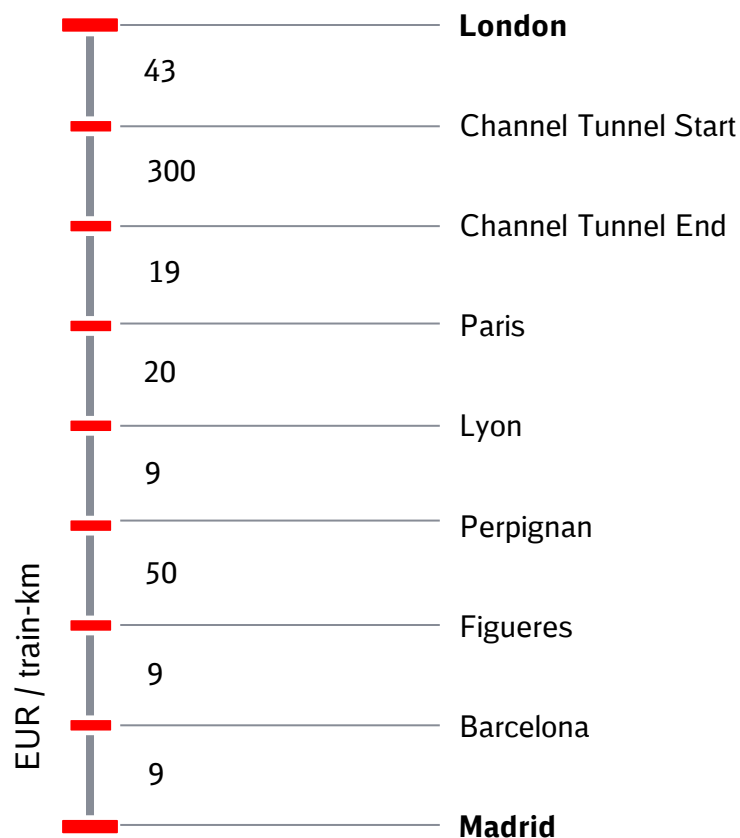 London
43
Channel Tunnel Start
300
Channel Tunnel End
19
Paris
20
Lyon
9
Perpignan
50
Figueres
9
Barcelona
9
Madrid
EUR / train-km